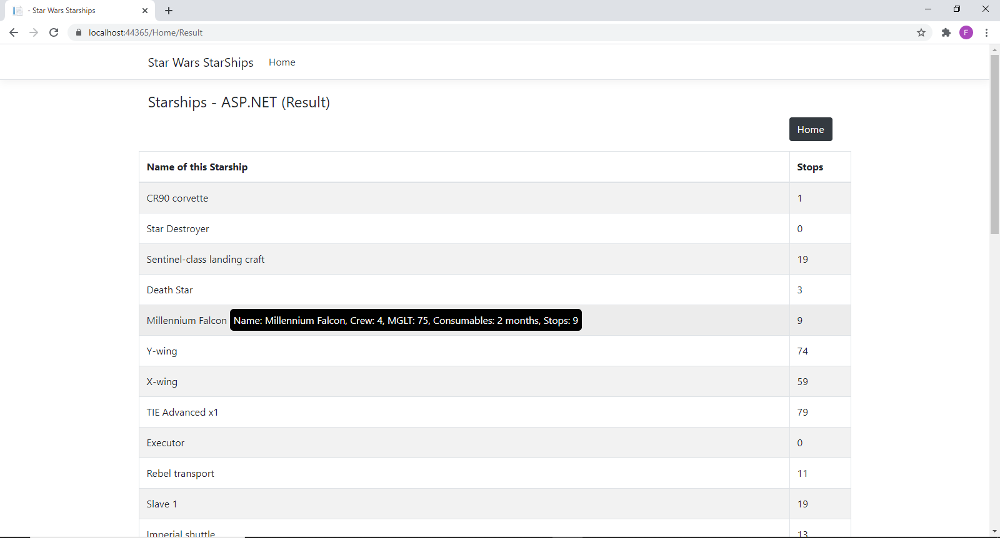 - Star Wars Starships
localhost:44365/Home/Result
F
Star Wars StarShips Home
Starships - ASP.NET (Result)
Home
Name of this Starship Stops
CR90 corvette 1
Star Destroyer 0
Sentinel-class landing craft 19
Death Star 3
Millennium Falcon Name: Millennium Falcon, Crew: 4, MGLT: 75, Consumables: 2 months, Stops: 9 9
Y-wing 74
X-wing 59
TIE Advanced x1 79
Executor 0
Rebel transport 11
Slave 1 19
Imperial shuttle 13